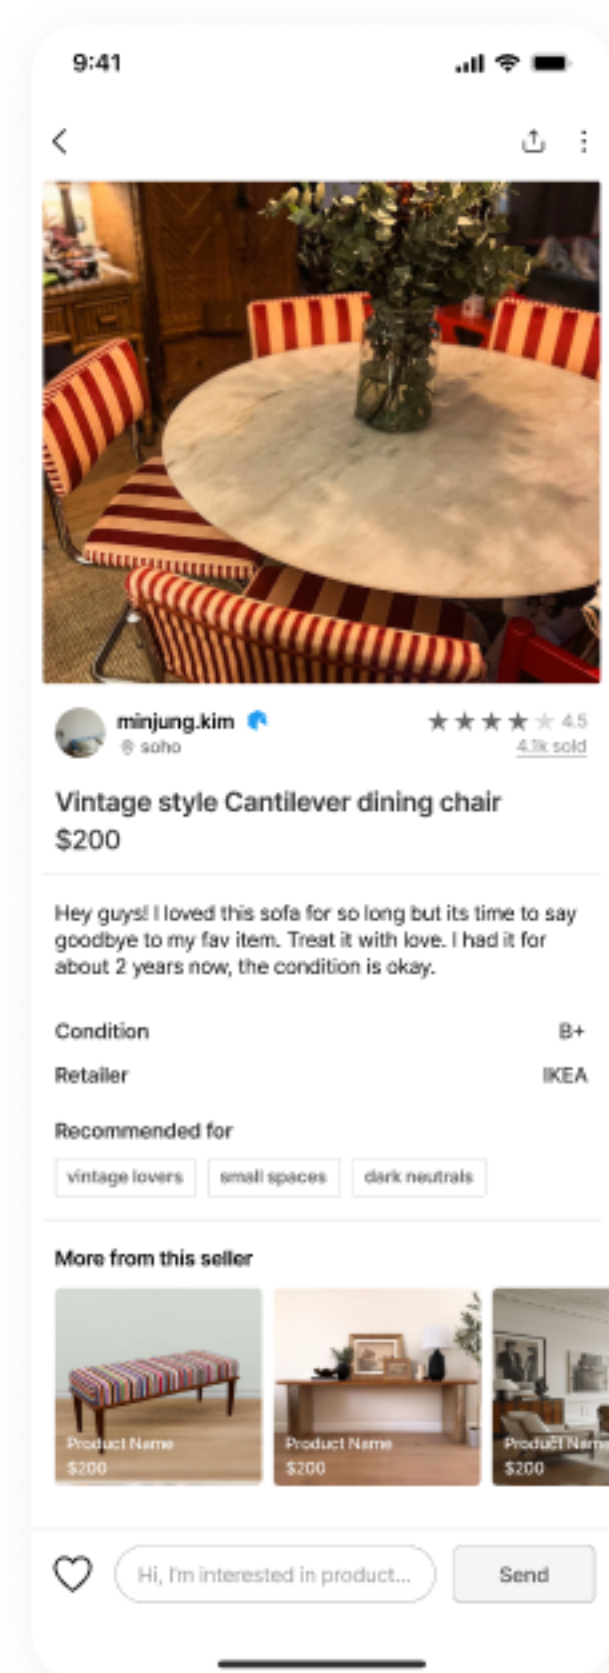 9:41
minjung.kim
soho
4.5
4.1k sold
Vintage style Cantilever dining chair
$200
Hey guys! I loved this sofa for so long but its time to say
goodbye to my fav item. Treat it with love. I had it for
about 2 years now, the condition is okay.
Condition B+
Retailer IKEA
Recommended for
vintage lovers small spaces dark neutrals
More from this seller
Product Name Product Name Product Name
$200 $200 $200
Hi, I'm interested in product... Send